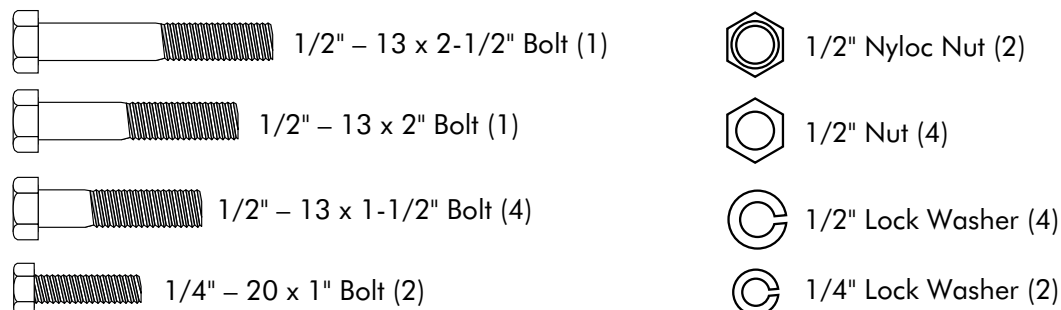 1/2" – 13 x 2-1/2" Bolt (1)
1/2" – 13 x 2" Bolt (1)
1/2" – 13 x 1-1/2" Bolt (4)
1/4" – 20 x 1" Bolt (2)
1/2" Nyloc Nut (2)
1/2" Nut (4)
1/2" Lock Washer (4)
1/4" Lock Washer (2)